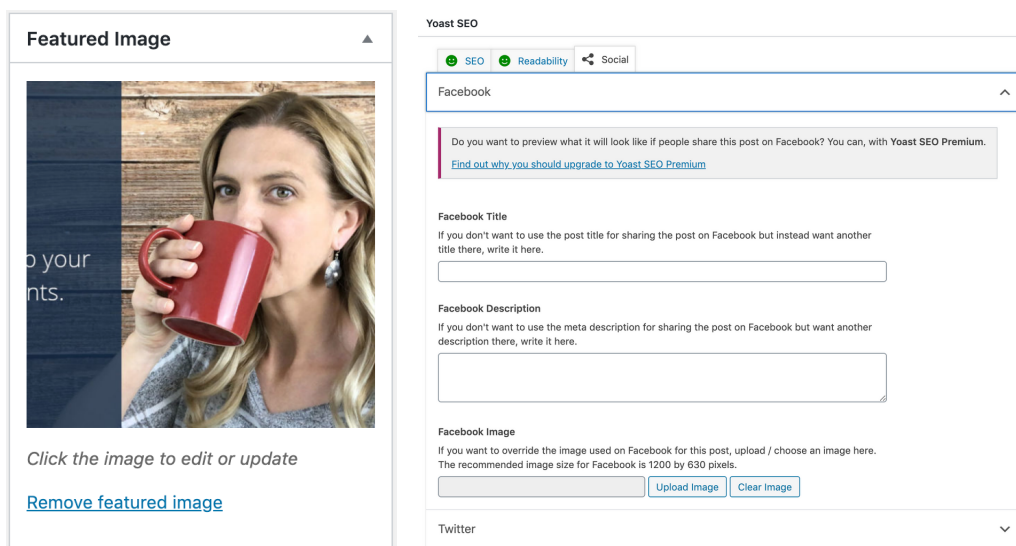 Featured Image
o your
nts.
Click the image to edit or update
Remove featured image
Yoast SEO
SEO
Readability
Social
Facebook
Do you want to preview what it will look like if people share this post on Facebook? You can, with Yoast SEO Premium.
Find out why you should upgrade to Yoast SEO Premium
Facebook Title
If you don't want to use the post title for sharing the post on Facebook but instead want another
title there, write it here.
Facebook Description
If you don't want to use the meta description for sharing the post on Facebook but want another
description there, write it here.
Facebook Image
If you want to override the image used on Facebook for this post, upload / choose an image here.
The recommended image size for Facebook is 1200 by 630 pixels.
Upload Image
Clear Image
Twitter